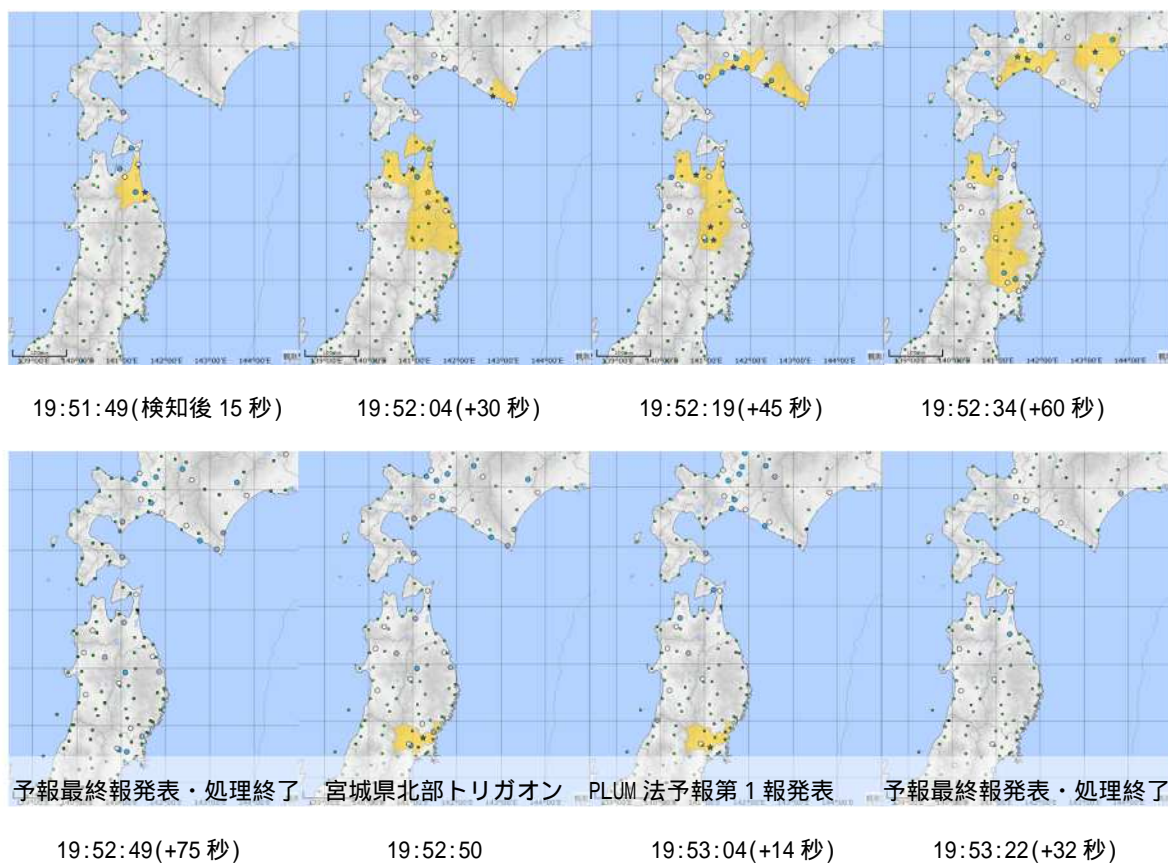 19:51:49(検知後 15 秒)
19:52:04(+30 秒)
19:52:19(+45 秒)
19:52:34(+60 秒)
予報最終報発表・処理終了
宮城県北部トリガオン
PLUM 法予報第 1 報発表
予報最終報発表・処理終了
19:52:49(+75 秒)
19:52:50
19:53:04(+14 秒)
19:53:22(+32 秒)